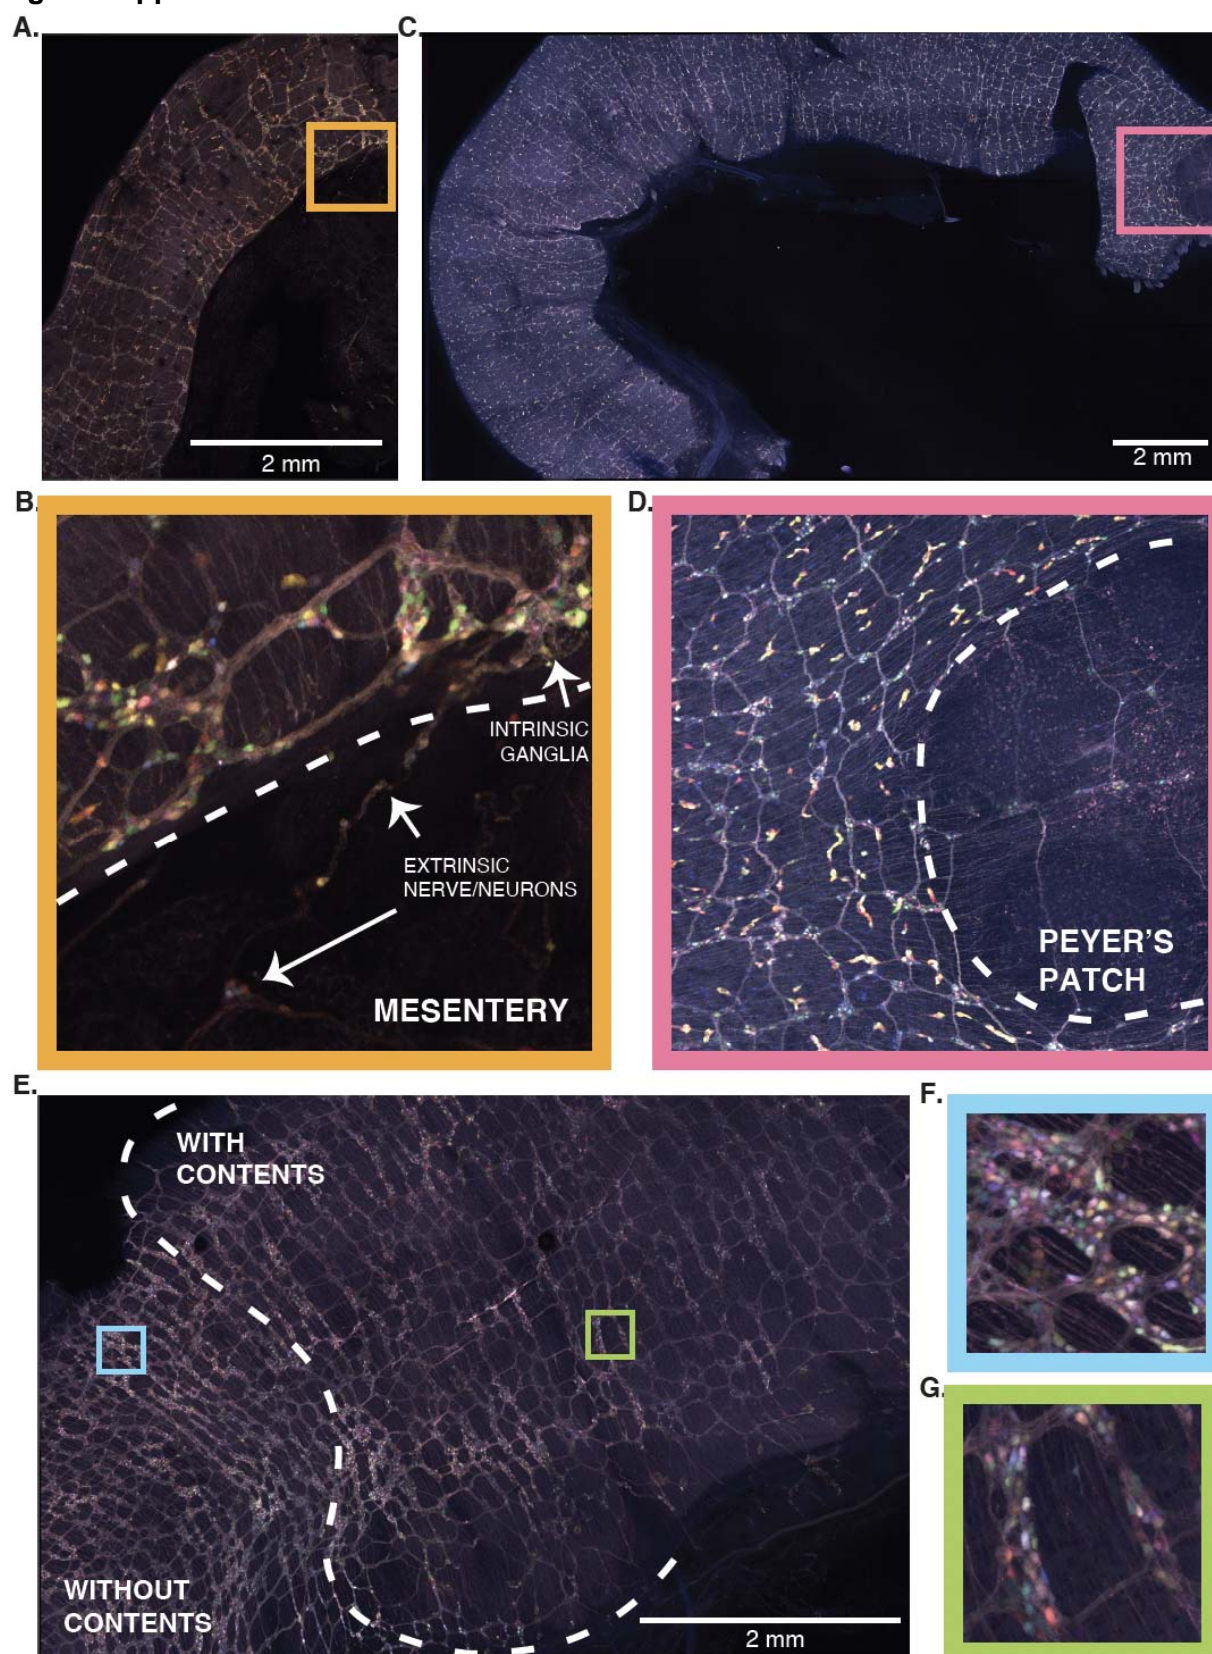 A.
C.
2 mm
2 mm
B.
D.
INTRINSIC
GANGLIA
EXTRINSIC
NERVE/NEURONS
MESENTERY
PEYER'S
PATCH
E.
F.
WITH
CONTENTS
G.
WITHOUT
CONTENTS
2 mm